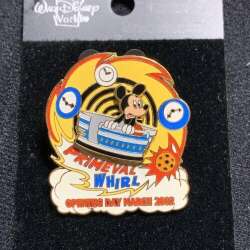 Walt Disney
World
PRIMEVAL
WHIRL
OPENING DAY MARCH 2002